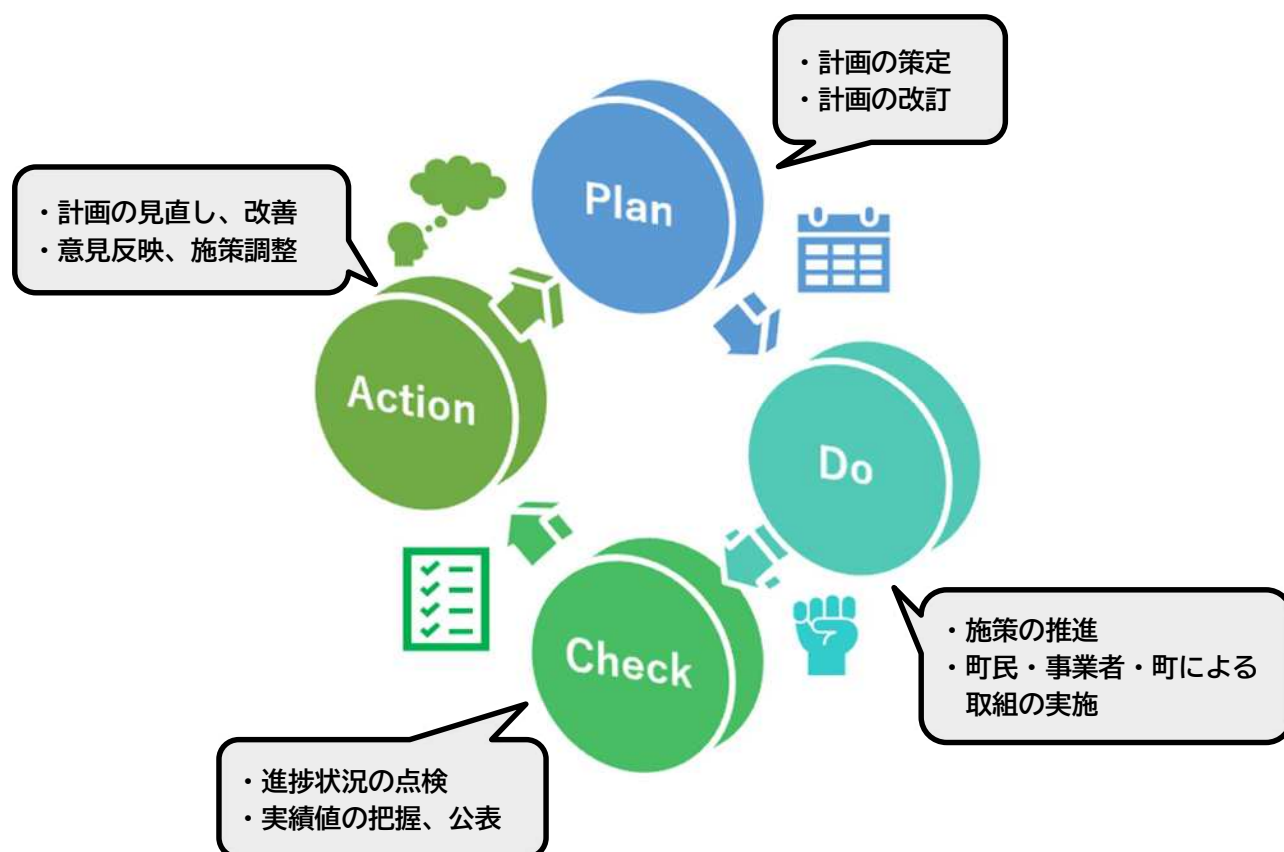 ・計画の策定
・計画の改訂
Plan
・計画の見直し、改善
・意見反映、施策調整
Action
Do
・施策の推進
・町民・事業者・町による
取組の実施
Check
・進捗状況の点検
・実績値の把握、公表